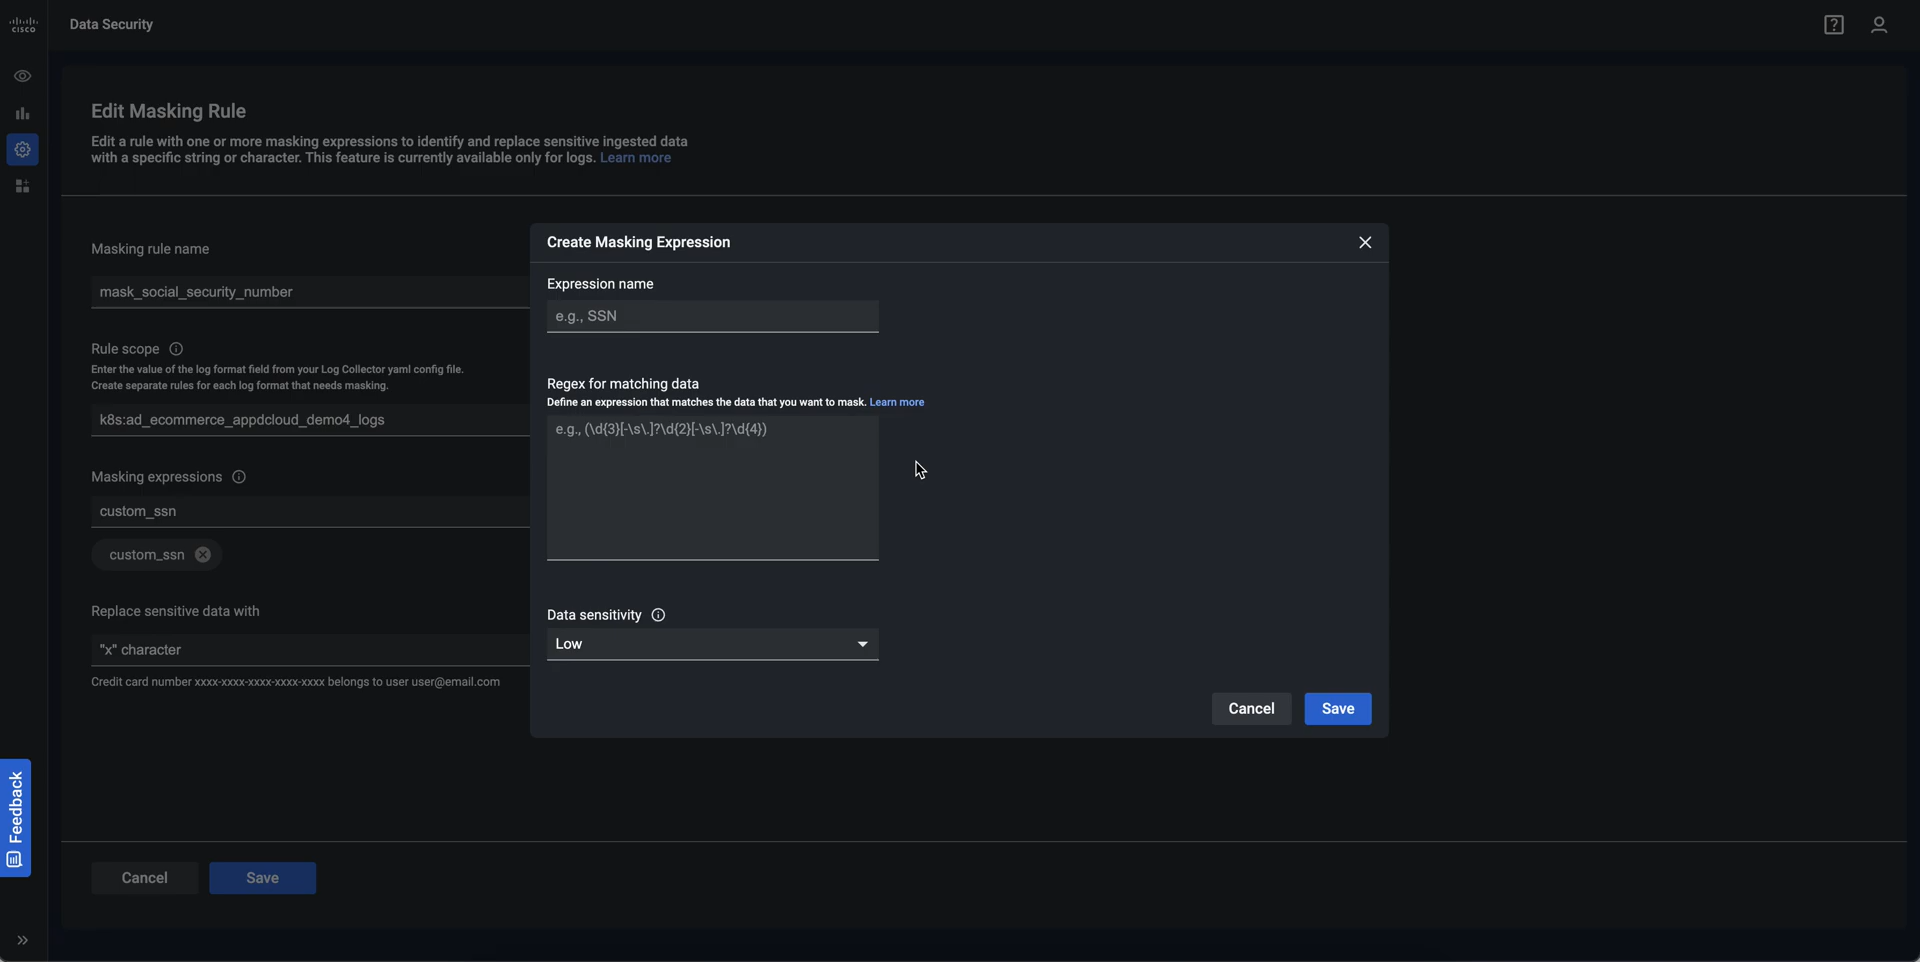 cisco
Data Security
Edit Masking Rule
Edit a rule with one or more masking expressions to identify and replace sensitive ingested data
with a specific string or character. This feature is currently available only for logs. Learn more
Masking rule name
mask_social_security_number
Rule scope
Enter the value of the log format field from your Log Collector yaml config file.
Create separate rules for each log format that needs masking.
k8s:ad_ecommerce_appdcloud_demo4_logs
Masking expressions
custom_ssn
custom_ssn
Replace sensitive data with
"x" character
Credit card number xxxx-xxxx-xxxx-xxxx-xxxx belongs to user user@email.com
Create Masking Expression
Expression name
e.g., SSN
Regex for matching data
Define an expression that matches the data that you want to mask. Learn more
e.g., (\d{3}[-\s\.]?\d{2}[-\s\.]?\d{4})
Data sensitivity
Low
Cancel
Save
Feedback
Cancel
Save